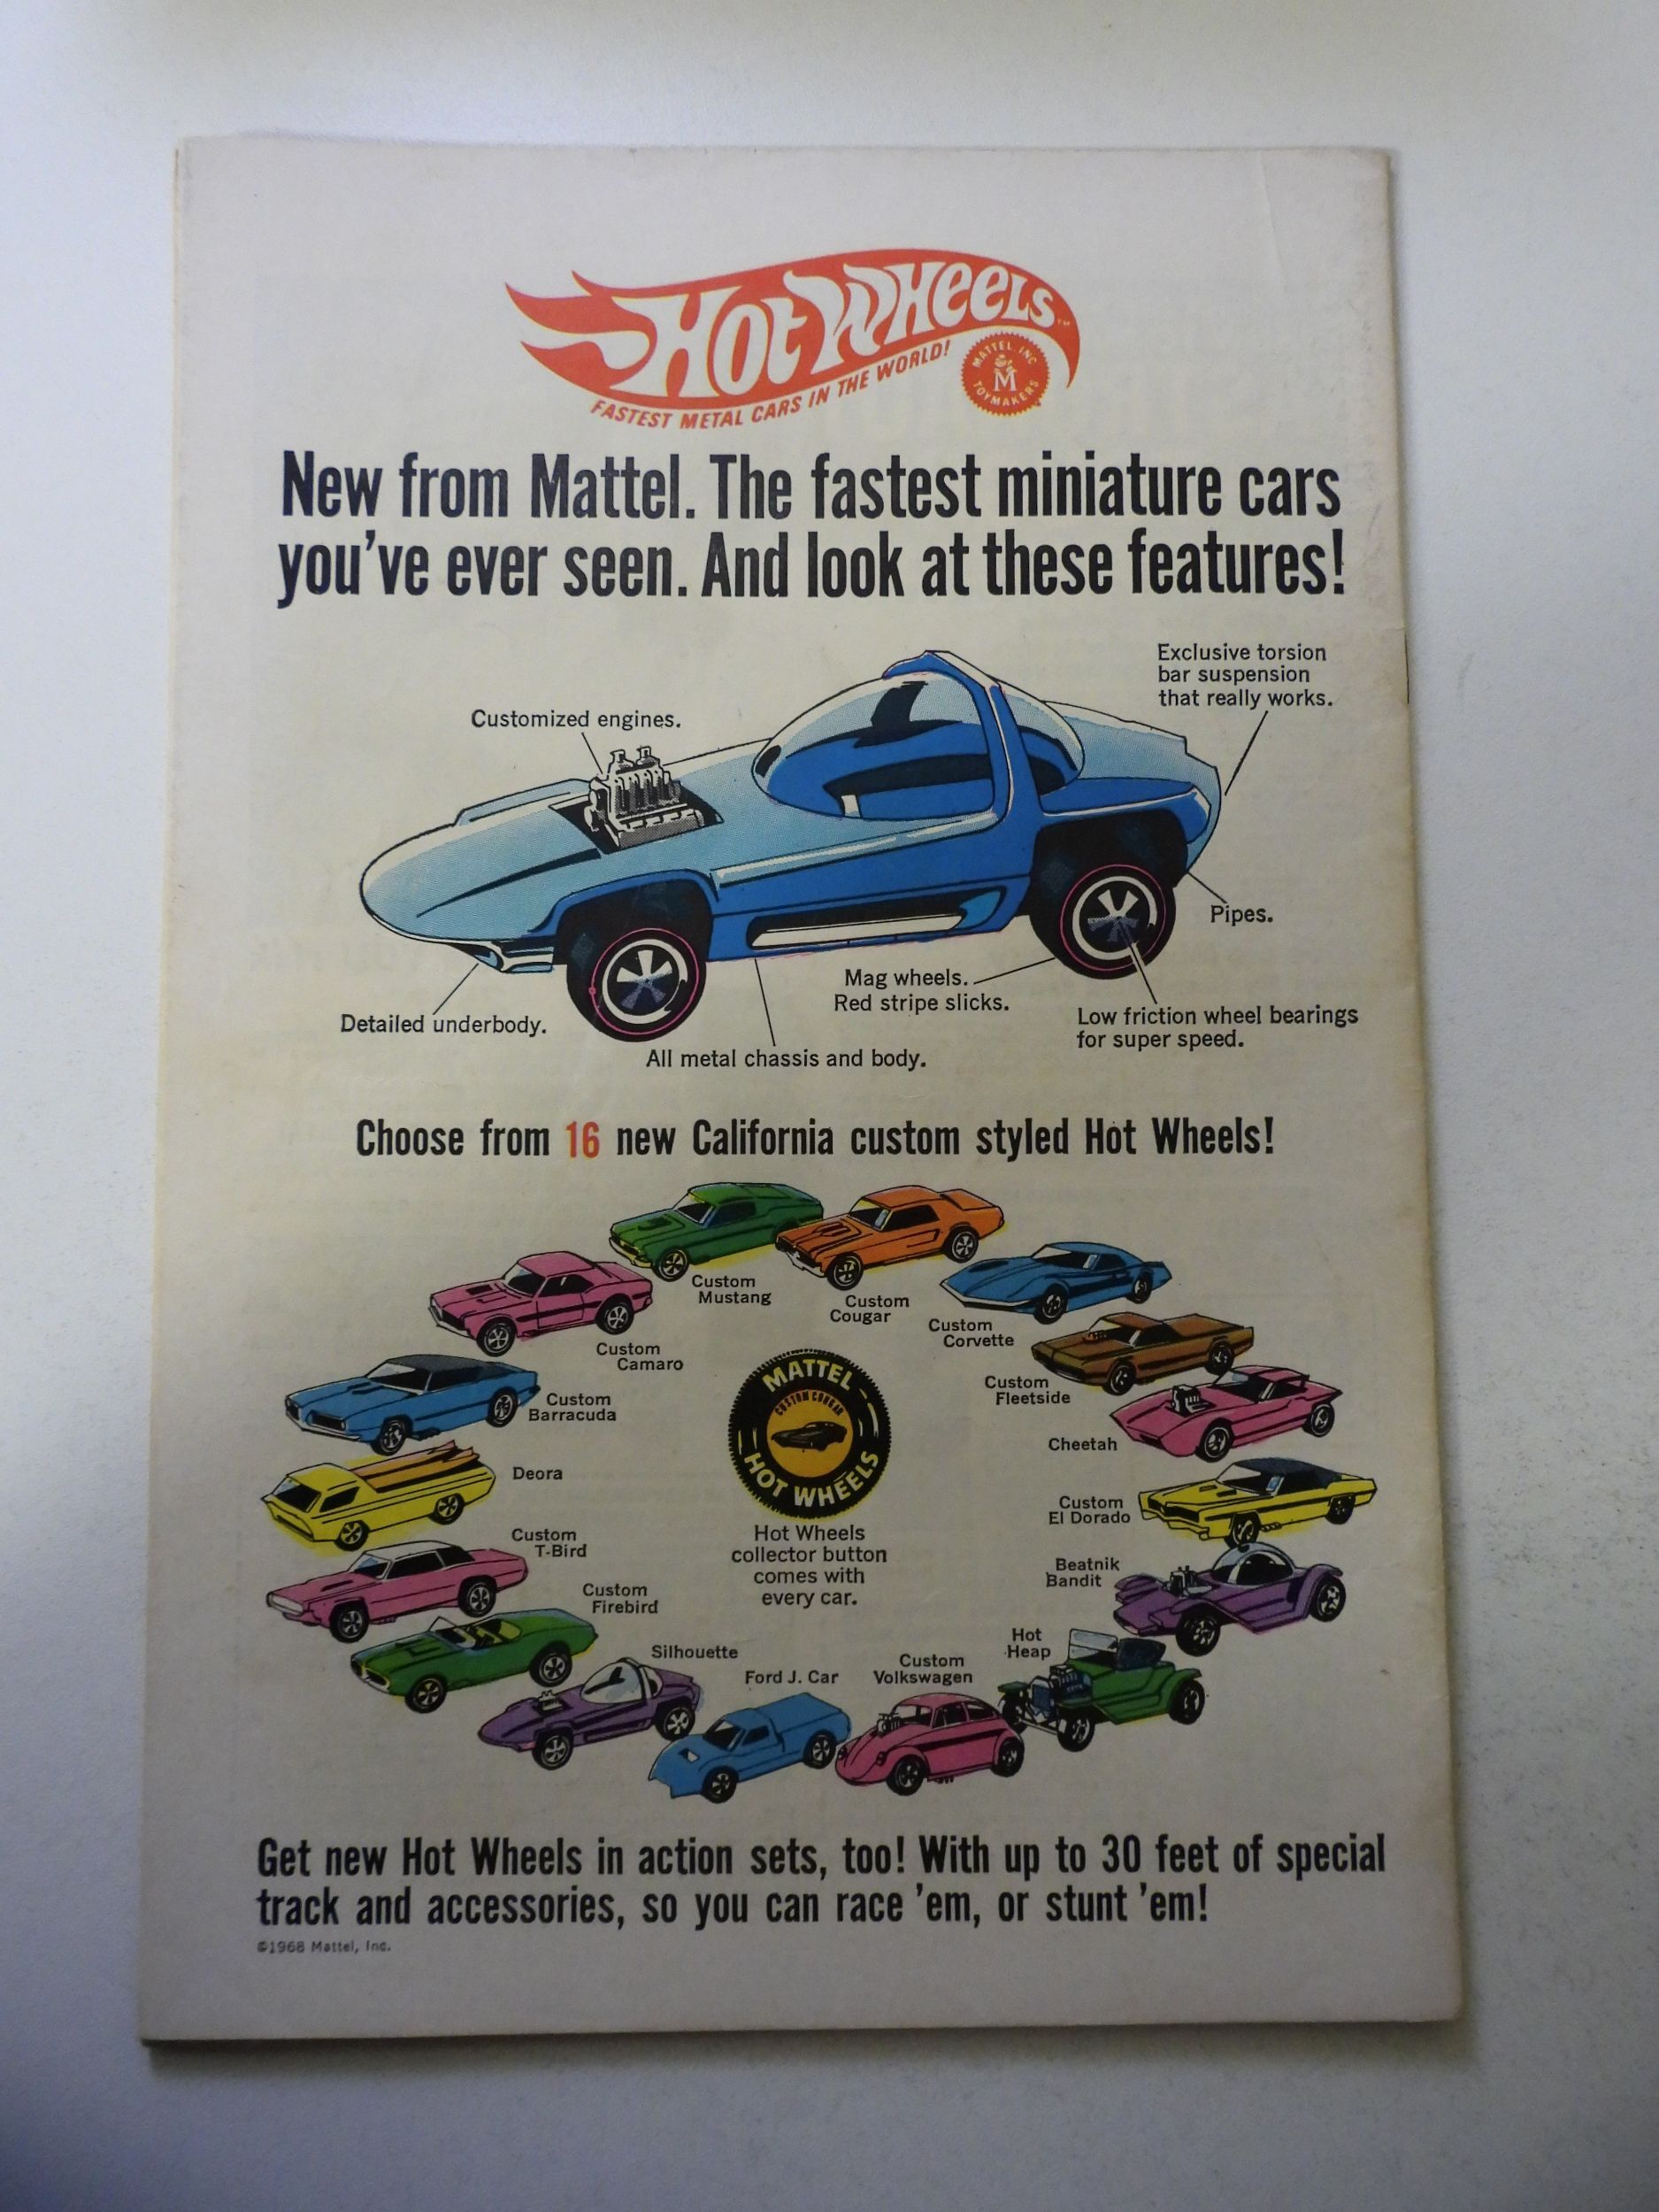 HOT WHEELS™
FASTEST METAL CARS IN THE WORLD!
MATTEL, INC.
M
TOYMAKERS
New from Mattel. The fastest miniature cars
you've ever seen. And look at these features!
Exclusive torsion
bar suspension
that really works.
Customized engines.
Pipes.
Mag wheels.
Red stripe slicks.
Low friction wheel bearings
for super speed.
Detailed underbody.
All metal chassis and body.
Choose from 16 new California custom styled Hot Wheels!
Custom
Mustang
Custom
Cougar
Custom
Corvette
Custom
Camaro
Custom
Fleetside
Custom
Barracuda
Cheetah
Deora
Custom
El Dorado
Custom
T-Bird
Beatnik
Bandit
Custom
Firebird
Hot
Heap
Silhouette
Ford J. Car
Custom
Volkswagen
MATTEL
CUSTOM COUGAR
HOT WHEELS
Hot Wheels
collector button
comes with
every car.
Get new Hot Wheels in action sets, too! With up to 30 feet of special
track and accessories, so you can race 'em, or stunt 'em!
©1968 Mattel, Inc.